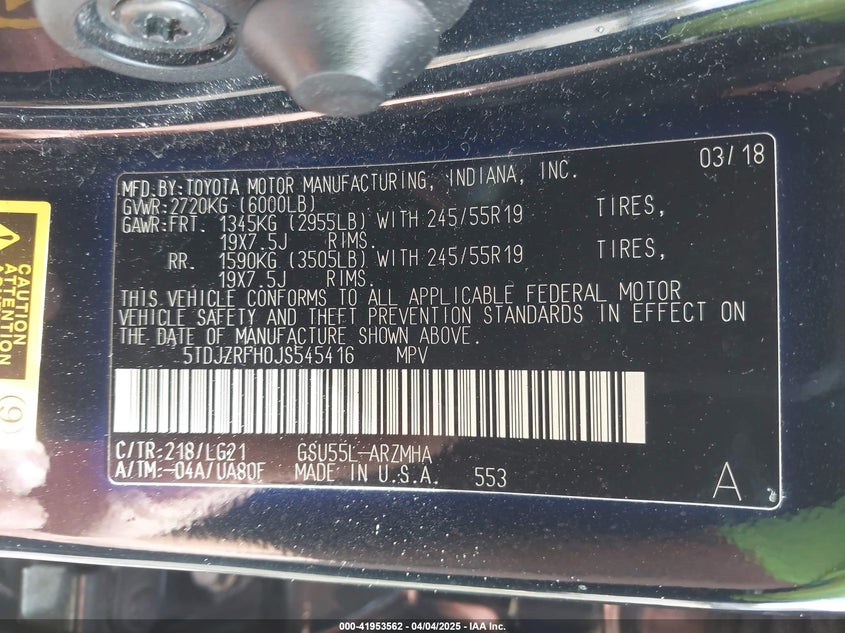 03/18
MFD.BY:TOYOTA MOTOR MANUFACTURING, INDIANA, INC.
GVWR:2720KG (6000LB)
GAWR:FRT. 1345KG (2955LB) WITH 245/55R19 TIRES,
19X7.5J RIMS.
RR. 1590KG (3505LB) WITH 245/55R19 TIRES,
19X7.5J RIMS.
THIS VEHICLE CONFORMS TO ALL APPLICABLE FEDERAL MOTOR
VEHICLE SAFETY AND THEFT PREVENTION STANDARDS IN EFFECT ON
THE DATE OF MANUFACTURE SHOWN ABOVE.
5TDJZRFH0JS545416 MPV
C/TR:218/LG21 GSU55L-ARZMHA
A/TM:-04A/UA80F MADE IN U.S.A. 553
A
CAUTION
ATTENTION
9
000-41953562 - 04/04/2025 - IAA Inc.